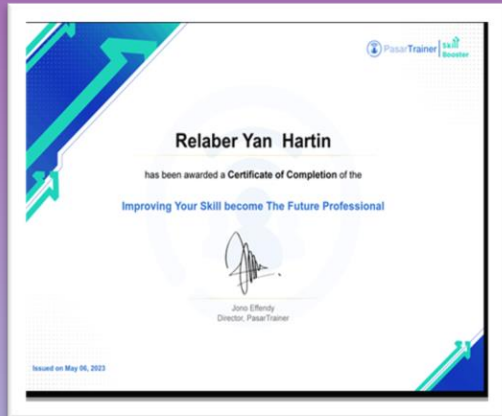 PasarTrainer
Skill
Booster
Relaber Yan Hartin
has been awarded a Certificate of Completion of the
Improving Your Skill become The Future Professional
Jono Effendy
Director, PasarTrainer
Issued on May 06, 2023